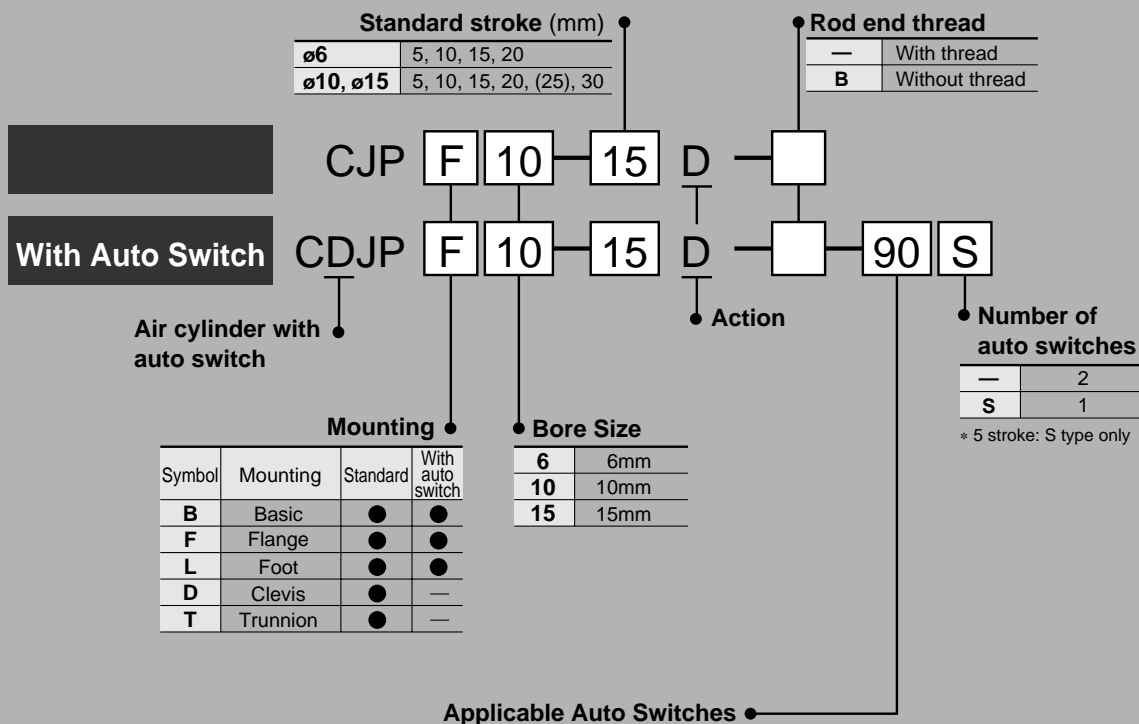 Standard stroke (mm)
ø6 5, 10, 15, 20
ø10, ø15 5, 10, 15, 20, (25), 30
Rod end thread
— With thread
B Without thread
CJP F 10 — 15 D —
With Auto Switch CDJP F 10 — 15 D — — 90 S
Air cylinder with
auto switch
Action
Number of
auto switches
— 2
S 1
* 5 stroke: S type only
Mounting
Symbol Mounting Standard With auto switch
B Basic ● ●
F Flange ● ●
L Foot ● ●
D Clevis ● —
T Trunnion ● —
Bore Size
6 6mm
10 10mm
15 15mm
Applicable Auto Switches